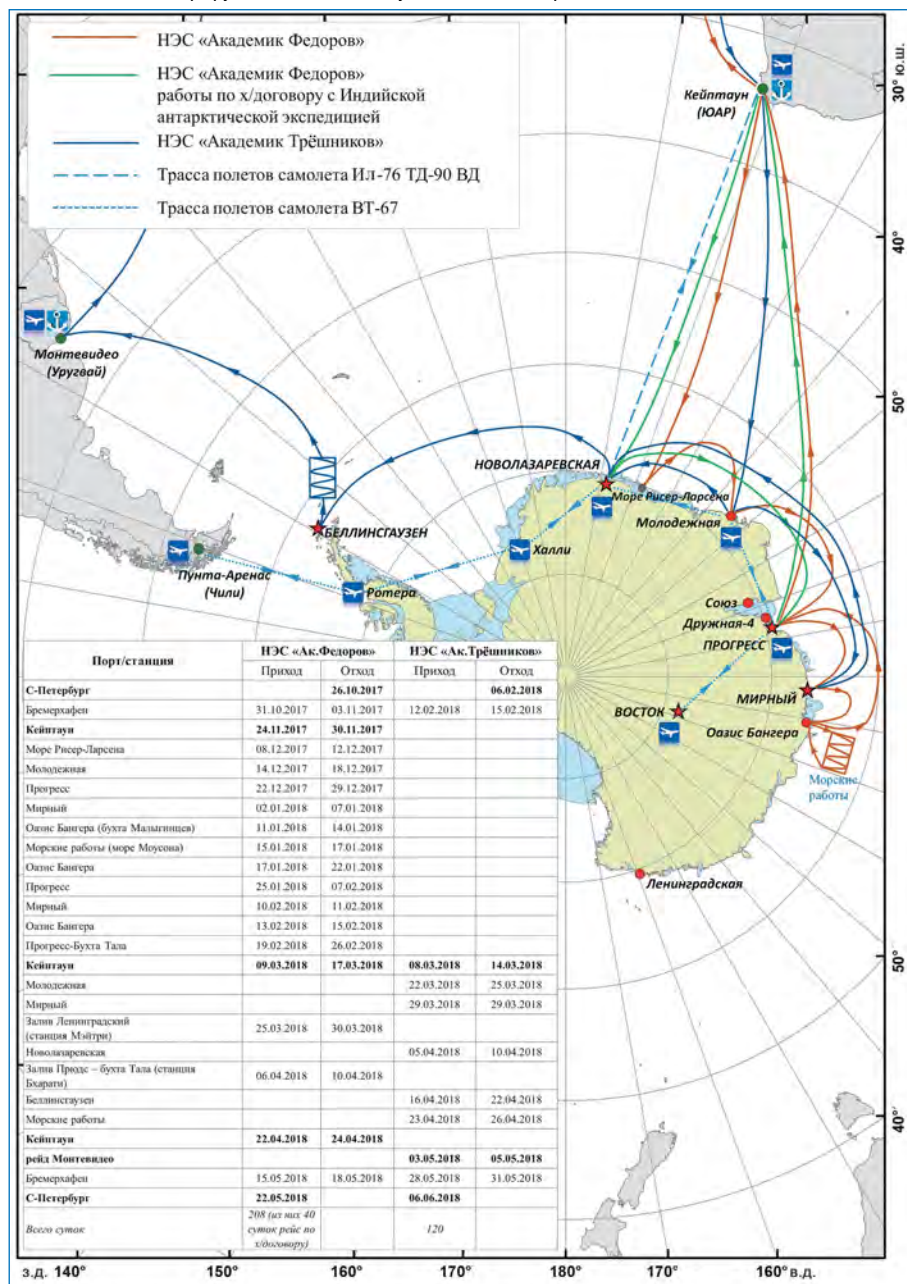 НЭС «Академик Федоров»
НЭС «Академик Федоров»
работы по х/договору с Индийской
антарктической экспедицией
НЭС «Академик Трёшников»
Трасса полетов самолета Ил-76 ТД-90 ВД
Трасса полетов самолета ВТ-67
Кейптаун
(ЮАР)
30° ю.ш.
40°
50°
Монтевидео
(Уругвай)
НОВОЛАЗАРЕВСКАЯ
Море Рисер-Ларсена
Молодежная
БЕЛЛИНСГАУЗЕН
Халли
Пунта-Аренас
(Чили)
Ротера
Союз
Дружная-4
ПРОГРЕСС
ВОСТОК
МИРНЫЙ
Оазис Бангера
Морские
работы
Ленинградская
50°
40°
Порт/станция НЭС «Ак.Федоров» НЭС «Ак.Трёшников»
Приход Отход Приход Отход
С-Петербург 26.10.2017 06.02.2018
Бремерхафен 31.10.2017 03.11.2017 12.02.2018 15.02.2018
Кейптаун 24.11.2017 30.11.2017
Море Рисер-Ларсена 08.12.2017 12.12.2017
Молодежная 14.12.2017 18.12.2017
Прогресс 22.12.2017 29.12.2017
Мирный 02.01.2018 07.01.2018
Оазис Бангера (бухта Малыгинцев) 11.01.2018 14.01.2018
Морские работы (море Моусона) 15.01.2018 17.01.2018
Оазис Бангера 17.01.2018 22.01.2018
Прогресс 25.01.2018 07.02.2018
Мирный 10.02.2018 11.02.2018
Оазис Бангера 13.02.2018 15.02.2018
Прогресс-Бухта Тала 19.02.2018 26.02.2018
Кейптаун 09.03.2018 17.03.2018 08.03.2018 14.03.2018
Молодежная 22.03.2018 25.03.2018
Мирный 29.03.2018 29.03.2018
Залив Ленинградский
(станция Мэйтри) 25.03.2018 30.03.2018
Новолазаревская 05.04.2018 10.04.2018
Залив Прюдс – бухта Тала (станция
Бхарати) 06.04.2018 10.04.2018
Беллинсгаузен 16.04.2018 22.04.2018
Морские работы 23.04.2018 26.04.2018
Кейптаун 22.04.2018 24.04.2018
рейд Монтевидео 03.05.2018 05.05.2018
Бремерхафен 15.05.2018 18.05.2018 28.05.2018 31.05.2018
С-Петербург 22.05.2018 06.06.2018
Всего суток 208 (из них 40
суток рейс по
х/договору) 120
з.д. 140° 150° 160° 170° 180° 170° 160° в.д.